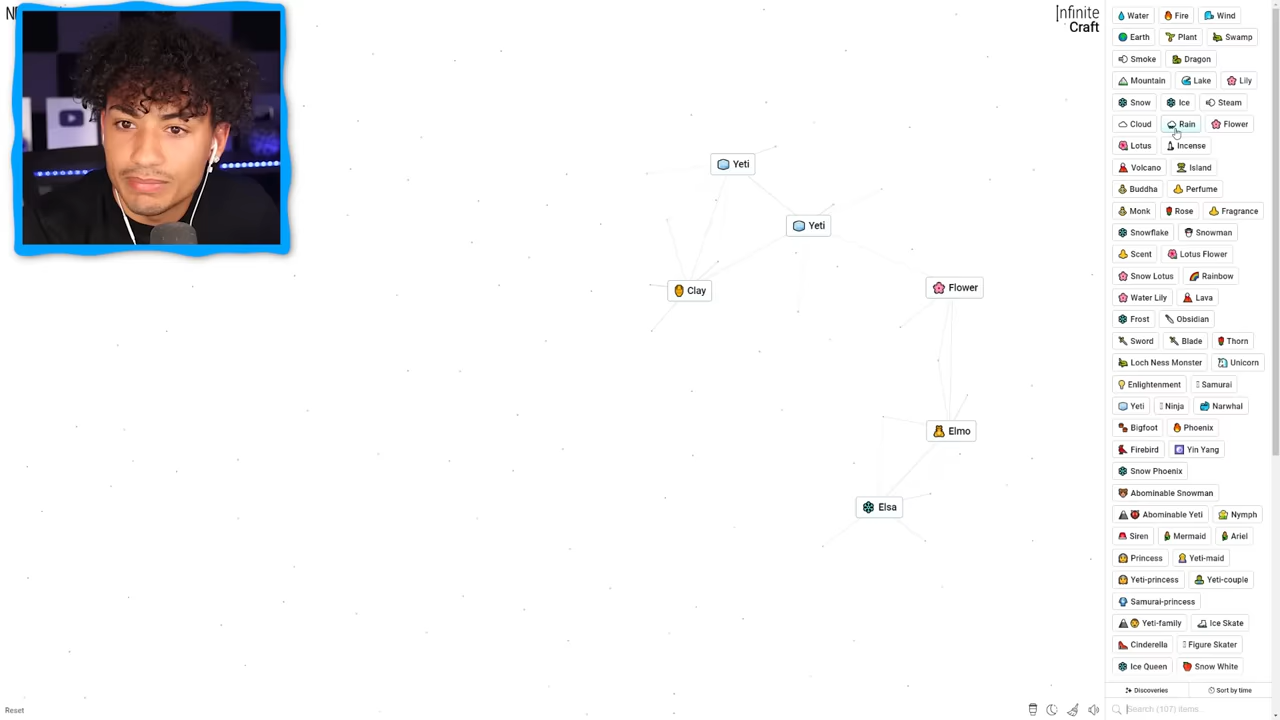 Infinite
Craft
Water Fire Wind
Earth Plant Swamp
Smoke Dragon
Mountain Lake Lily
Snow Ice Steam
Cloud Rain Flower
Lotus Incense
Volcano Island
Buddha Perfume
Monk Rose Fragrance
Snowflake Snowman
Scent Lotus Flower
Snow Lotus Rainbow
Water Lily Lava
Frost Obsidian
Sword Blade Thorn
Loch Ness Monster Unicorn
Enlightenment Samurai
Yeti Ninja Narwhal
Bigfoot Phoenix
Firebird Yin Yang
Snow Phoenix
Abominable Snowman
Abominable Yeti Nymph
Siren Mermaid Ariel
Princess Yeti-maid
Yeti-princess Yeti-couple
Samurai-princess
Yeti-family Ice Skate
Cinderella Figure Skater
Ice Queen Snow White
Discoveries Sort by time
Search (107) items...
Yeti
Yeti
Clay
Flower
Elmo
Elsa
Reset